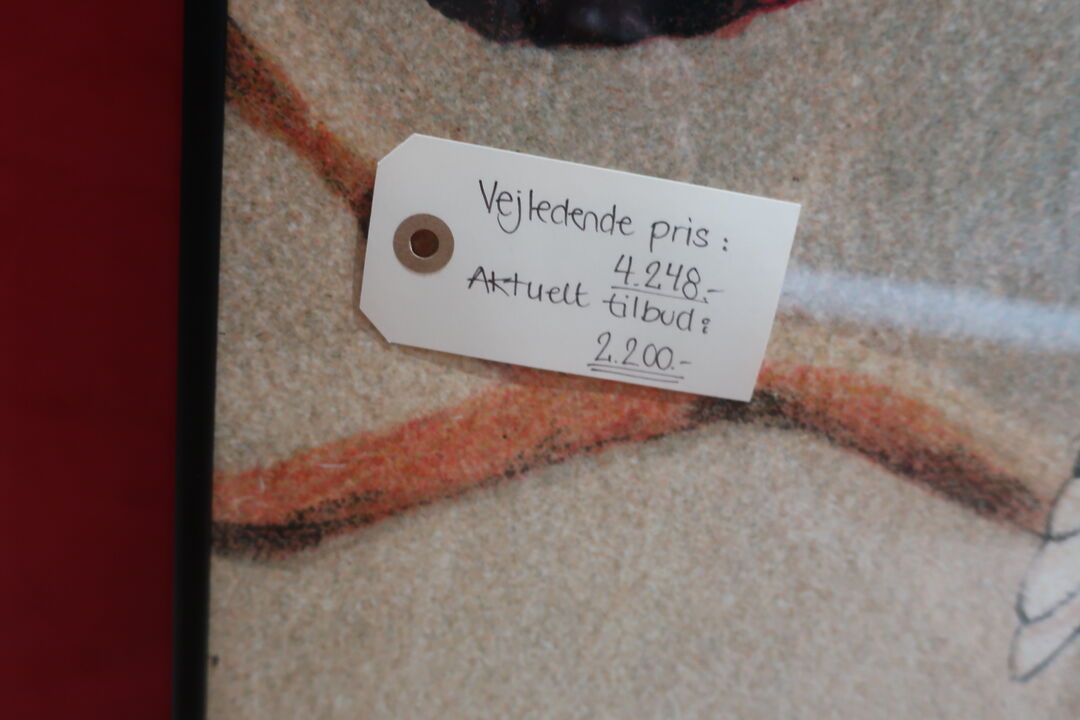 Vejledende pris:
4.248.-
Aktuelt tilbud:
2.200.-